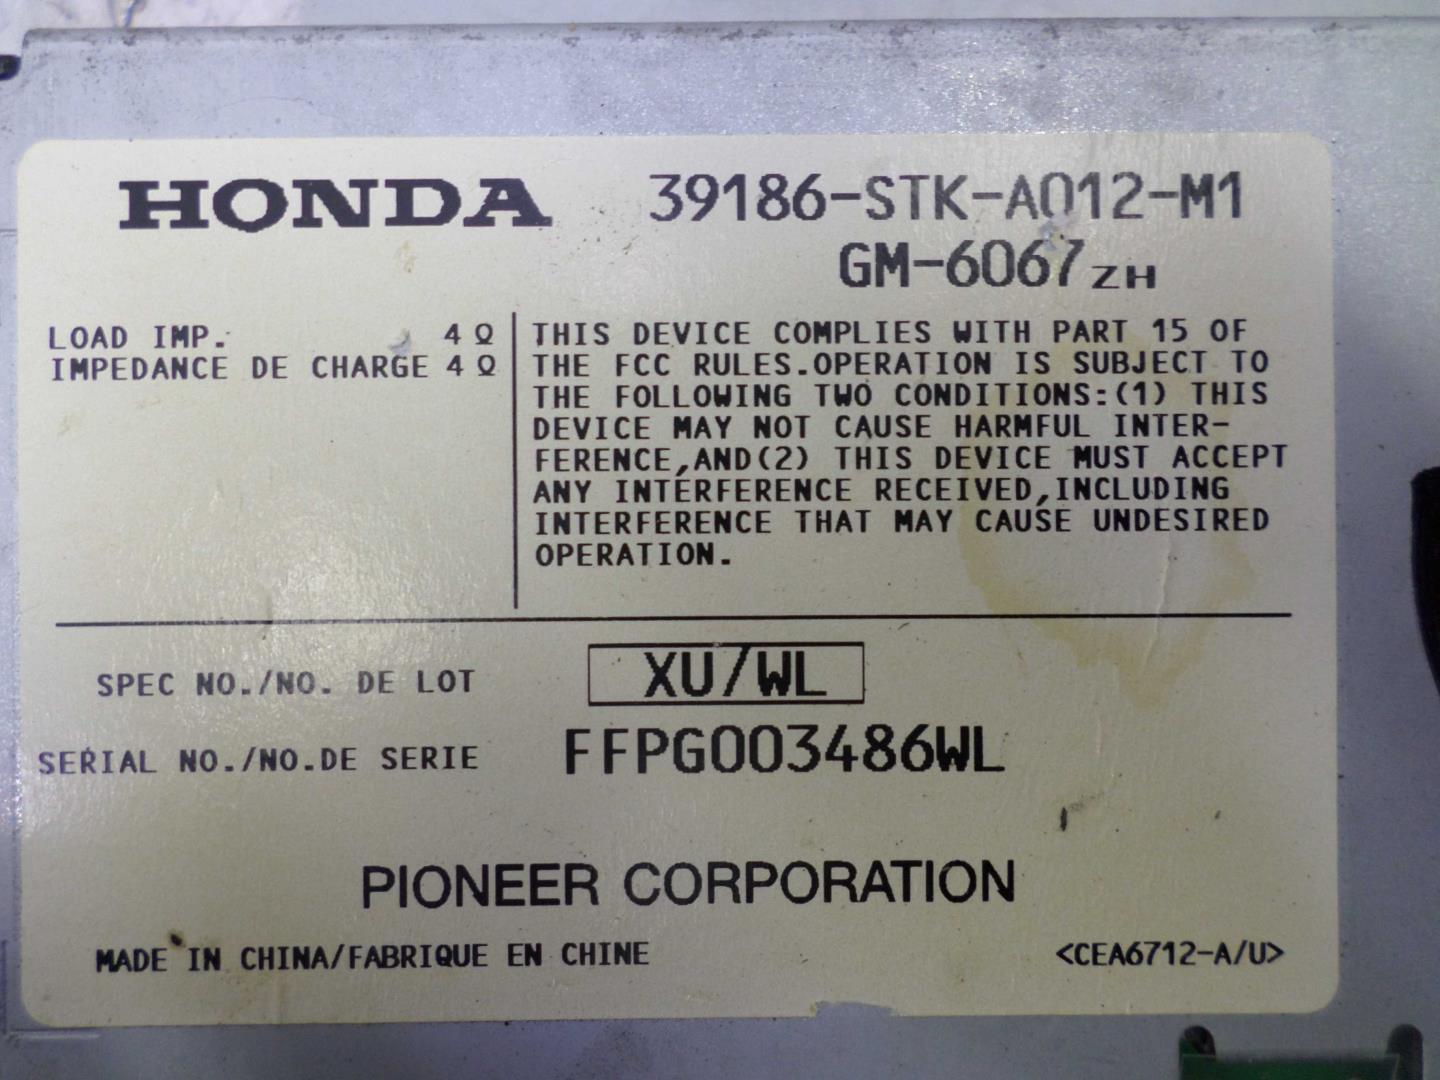 HONDA 39186-STK-A012-M1
GM-6067 ZH
LOAD IMP. 4 Ω
IMPEDANCE DE CHARGE 4 Ω
THIS DEVICE COMPLIES WITH PART 15 OF
THE FCC RULES.OPERATION IS SUBJECT TO
THE FOLLOWING TWO CONDITIONS:(1) THIS
DEVICE MAY NOT CAUSE HARMFUL INTER-
FERENCE,AND(2) THIS DEVICE MUST ACCEPT
ANY INTERFERENCE RECEIVED,INCLUDING
INTERFERENCE THAT MAY CAUSE UNDESIRED
OPERATION.
SPEC NO./NO. DE LOT XU/WL
SERIAL NO./NO.DE SERIE FFPG003486WL
PIONEER CORPORATION
MADE IN CHINA/FABRIQUE EN CHINE <CEA6712-A/U>